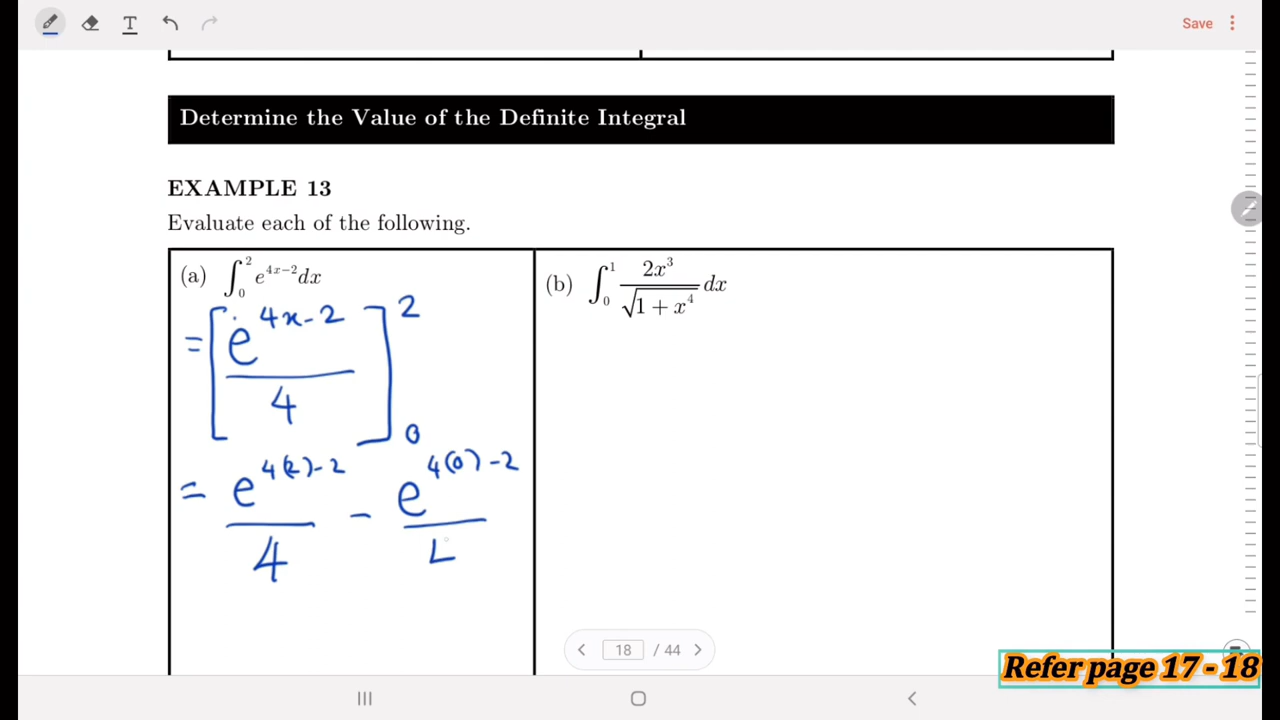 T Save
Determine the Value of the Definite Integral
EXAMPLE 13
Evaluate each of the following.
(a) ∫₀² e^{4x−2}dx
= [e^{4x-2} / 4]₀²
= e^{4(2)-2} / 4 - e^{4(0)-2} / L
(b) ∫₀¹ 2x³ / √(1 + x⁴) dx
< 18 / 44 >
Refer page 17 - 18